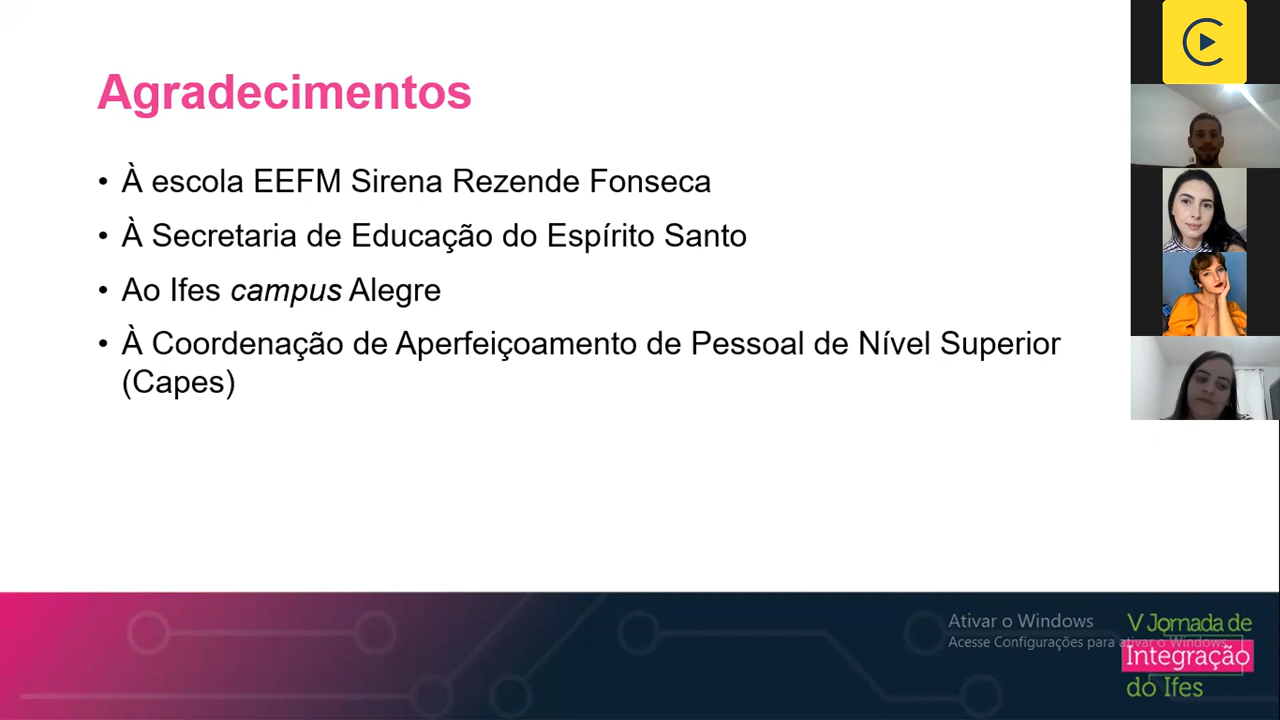 Agradecimentos
• À escola EEFM Sirena Rezende Fonseca
• À Secretaria de Educação do Espírito Santo
• Ao Ifes campus Alegre
• À Coordenação de Aperfeiçoamento de Pessoal de Nível Superior
(Capes)
Ativar o Windows
Acesse Configurações para ativar o Windows.
V Jornada de
Integração
do Ifes